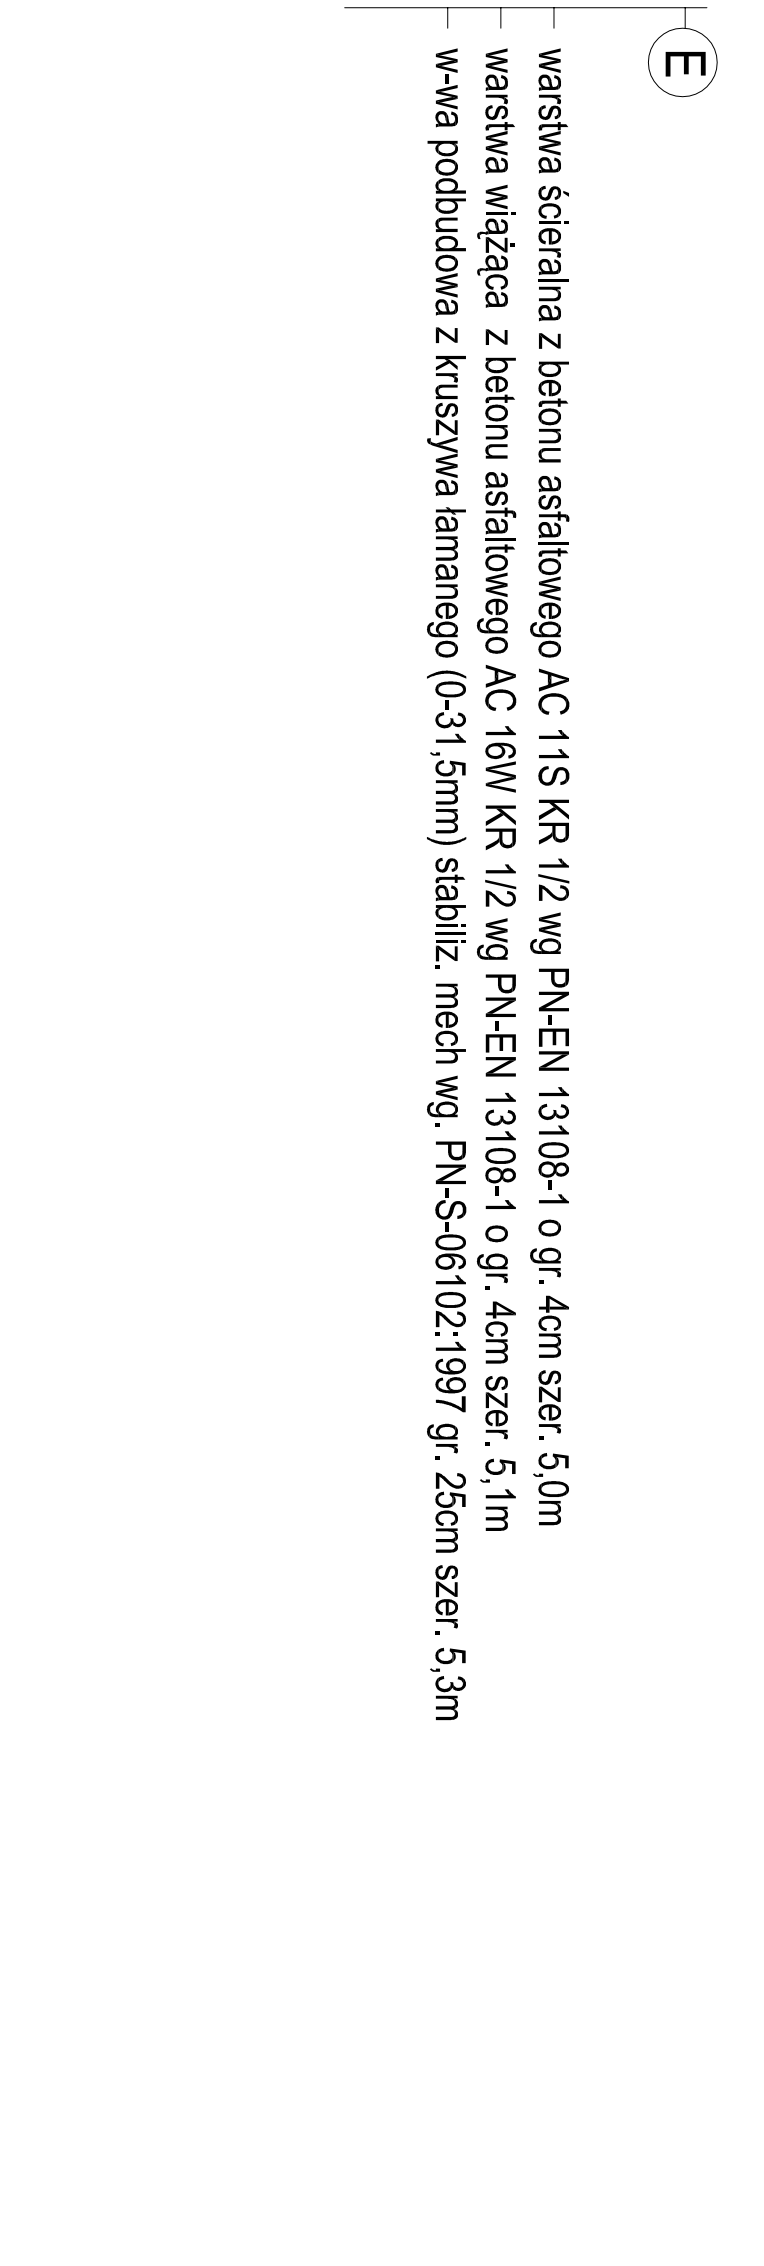 E
warstwa ścieralna z betonu asfaltowego AC 11S KR 1/2 wg PN-EN 13108-1 o gr. 4cm szer. 5,0m
warstwa wiążąca z betonu asfaltowego AC 16W KR 1/2 wg PN-EN 13108-1 o gr. 4cm szer. 5,1m
w-wa podbudowa z kruszywa łamanego (0-31,5mm) stabiliz. mech wg. PN-S-06102:1997 gr. 25cm szer. 5,3m